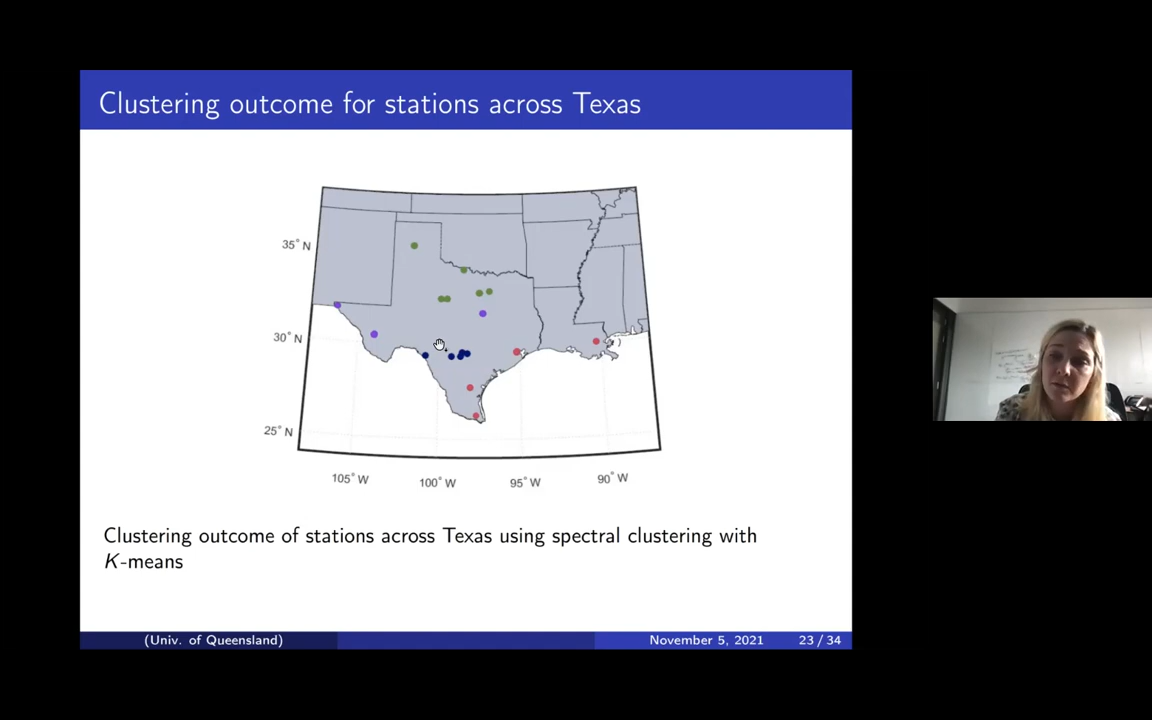 Clustering outcome for stations across Texas
35° N
30° N
25° N
105° W
100° W
95° W
90° W
Clustering outcome of stations across Texas using spectral clustering with
K-means
(Univ. of Queensland)
November 5, 2021
23 / 34